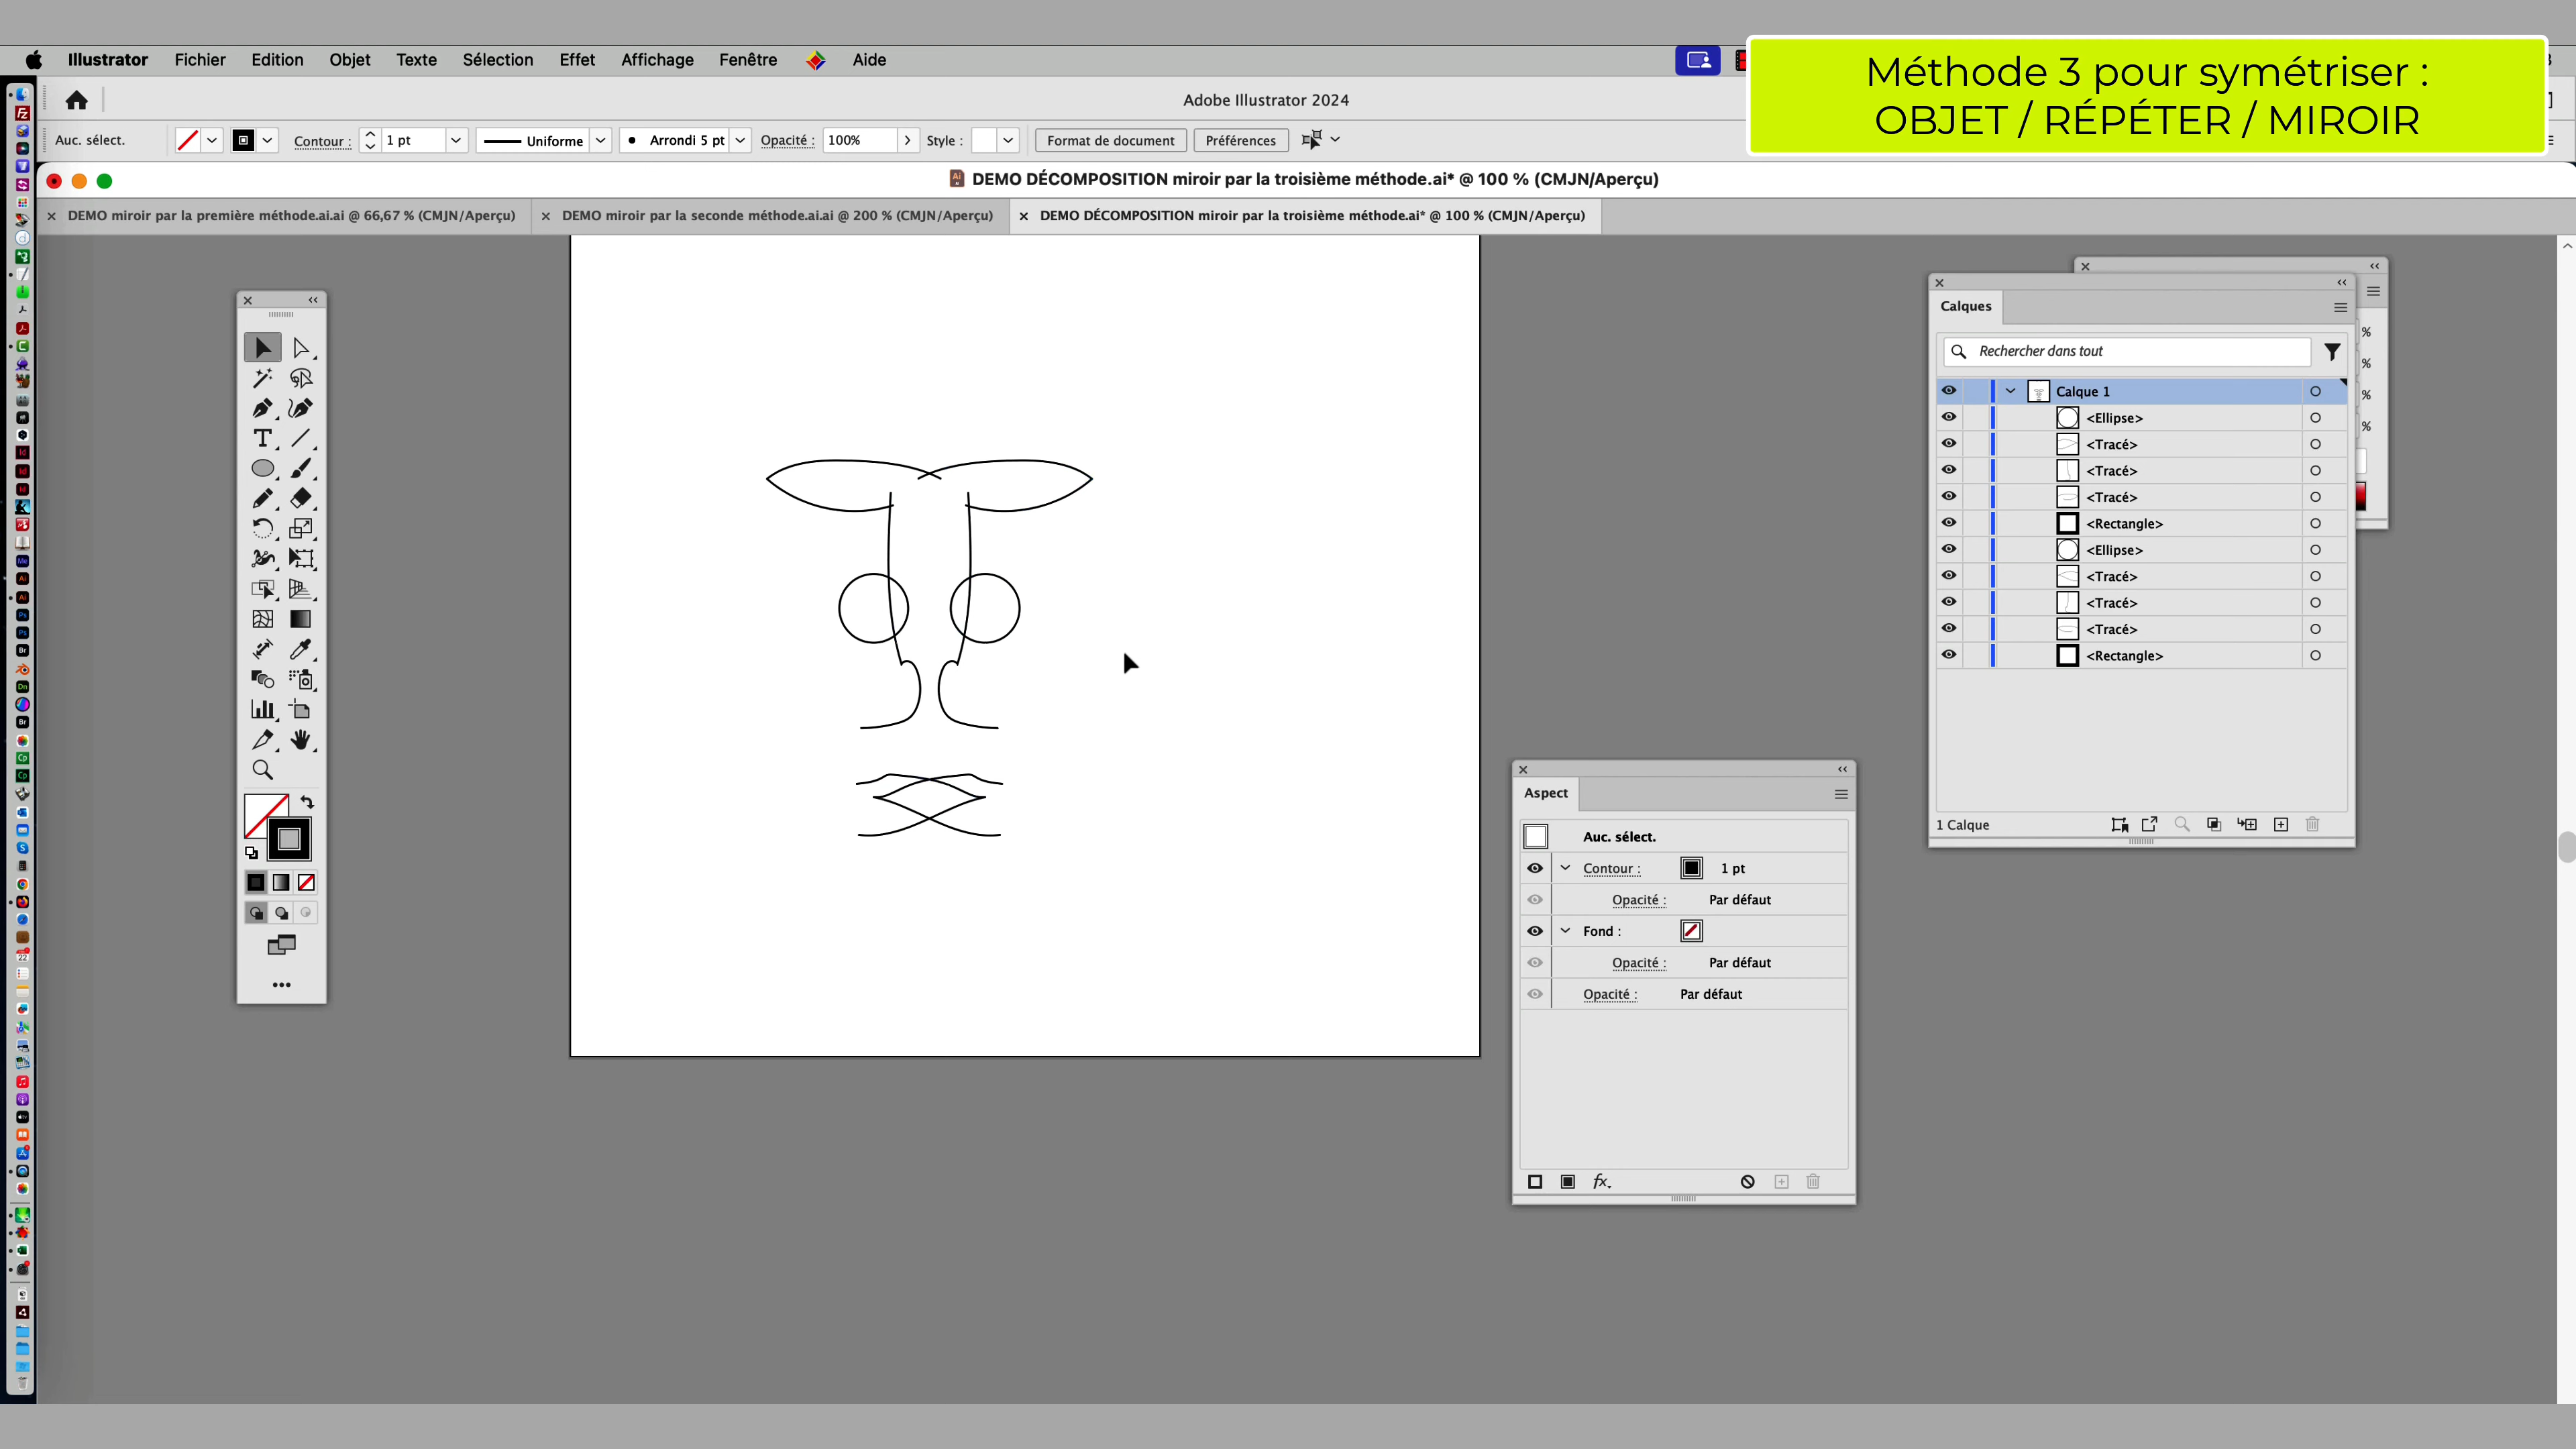 Illustrator Fichier Edition Objet Texte Sélection Effet Affichage Fenêtre Aide
Méthode 3 pour symétriser :
OBJET / RÉPÉTER / MIROIR
Adobe Illustrator 2024
Auc. sélect. Contour : 1 pt Uniforme Arrondi 5 pt Opacité : 100% Style : Format de document Préférences
DEMO DÉCOMPOSITION miroir par la troisième méthode.ai* @ 100 % (CMJN/Aperçu)
DEMO miroir par la première méthode.ai.ai @ 66,67 % (CMJN/Aperçu) DEMO miroir par la seconde méthode.ai.ai @ 200 % (CMJN/Aperçu) DEMO DÉCOMPOSITION miroir par la troisième méthode.ai* @ 100 % (CMJN/Aperçu)
Calques
Rechercher dans tout
Calque 1
<Ellipse>
<Tracé>
<Tracé>
<Tracé>
<Rectangle>
<Ellipse>
<Tracé>
<Tracé>
<Tracé>
<Rectangle>
1 Calque
%
%
%
%
Aspect
Auc. sélect.
Contour : 1 pt
Opacité : Par défaut
Fond :
Opacité : Par défaut
Opacité : Par défaut
fx.